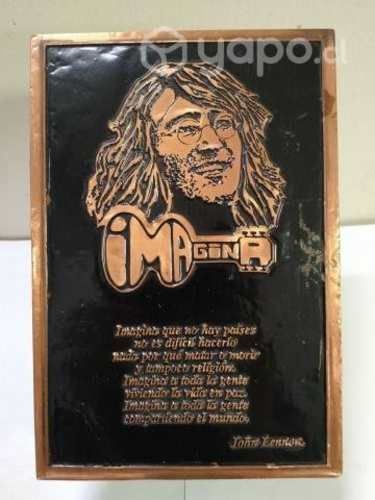 yapo.cl
iMAGINA
Imagina que no hay países
no es difícil hacerlo
nada por qué matar o morir
y tampoco religión.
Imagina a toda la gente
viviendo la vida en paz.
Imagina a toda la gente
compartiendo el mundo.
John Lennon